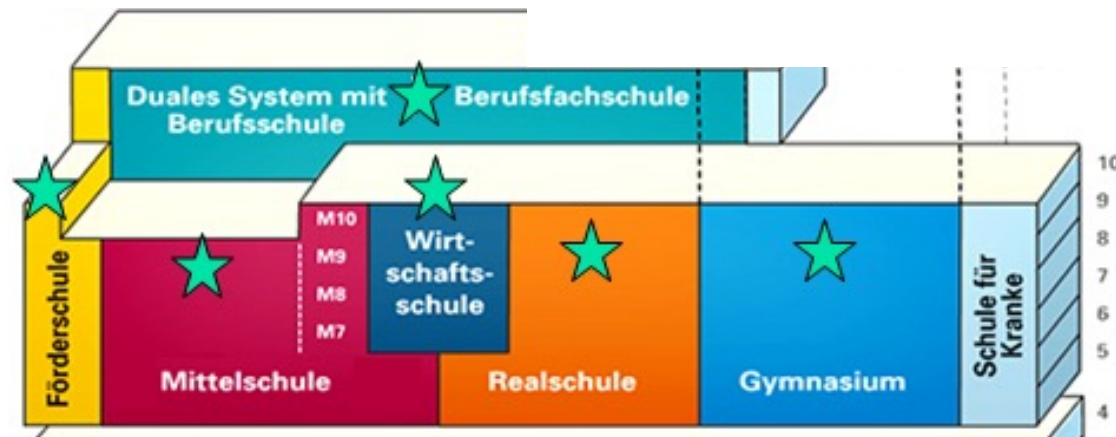 Duales System mit Berufsfachschule
Berufsschule
Förderschule
M10
M9
M8
M7
Mittelschule
Wirt-
schafts-
schule
Realschule
Gymnasium
Schule für
Kranke
10
9
8
7
6
5
4